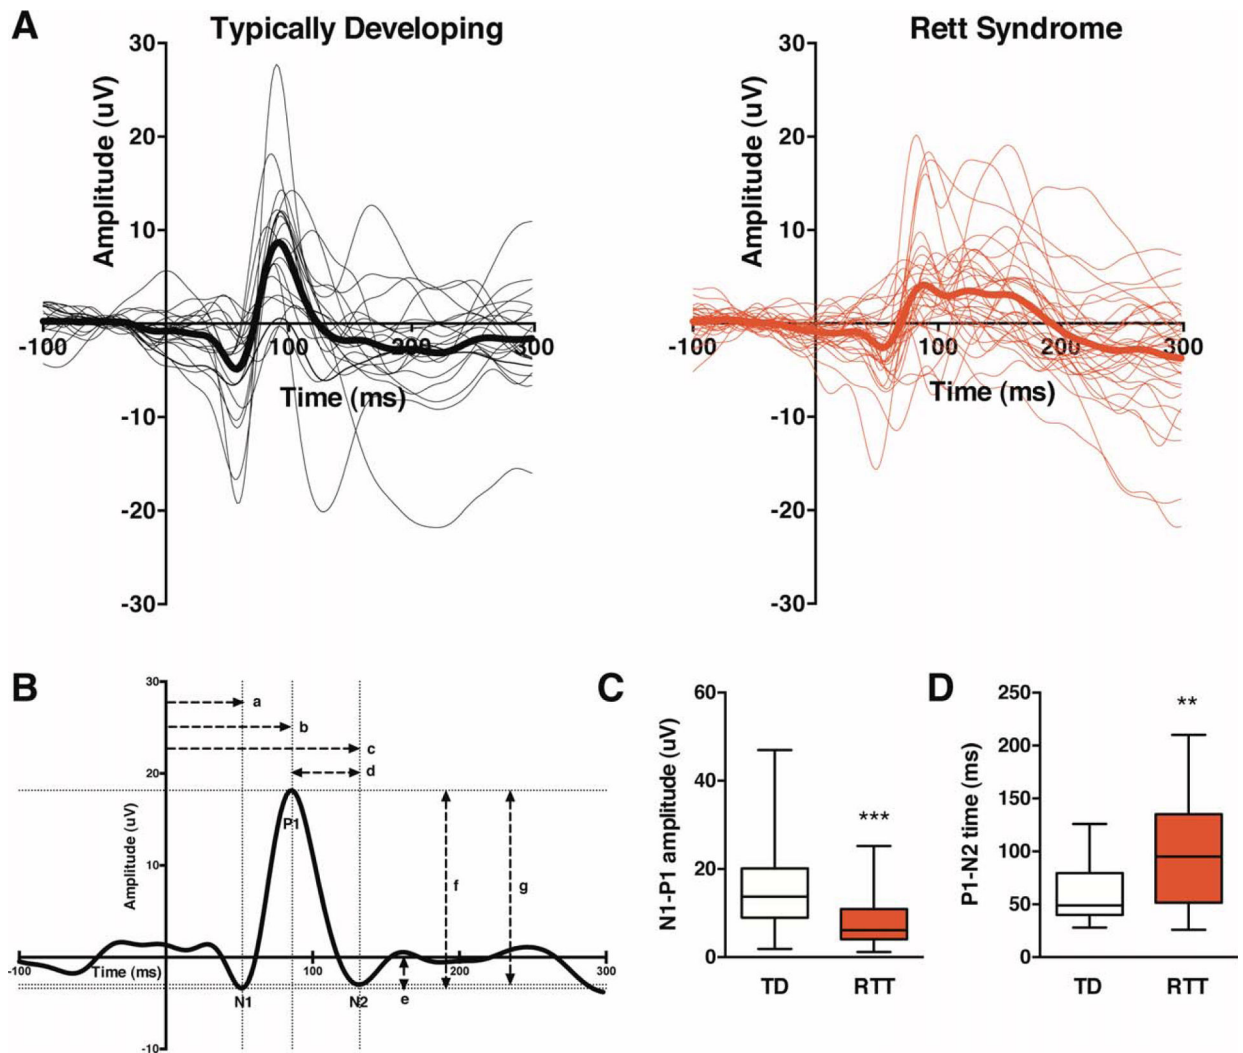 A
Typically Developing
Rett Syndrome
Amplitude (uV)
30
20
10
-10
-20
-30
-100
100
200
300
Time (ms)
Amplitude (uV)
30
20
10
-10
-20
-30
-100
100
200
300
Time (ms)
B
Amplitude (uV)
30
20
10
-10
-100
Time (ms)
100
200
300
a
b
c
d
P1
f
g
N1
N2
e
C
N1-P1 amplitude (uV)
60
40
20
0
***
TD
RTT
D
P1-N2 time (ms)
250
200
150
100
50
0
**
TD
RTT